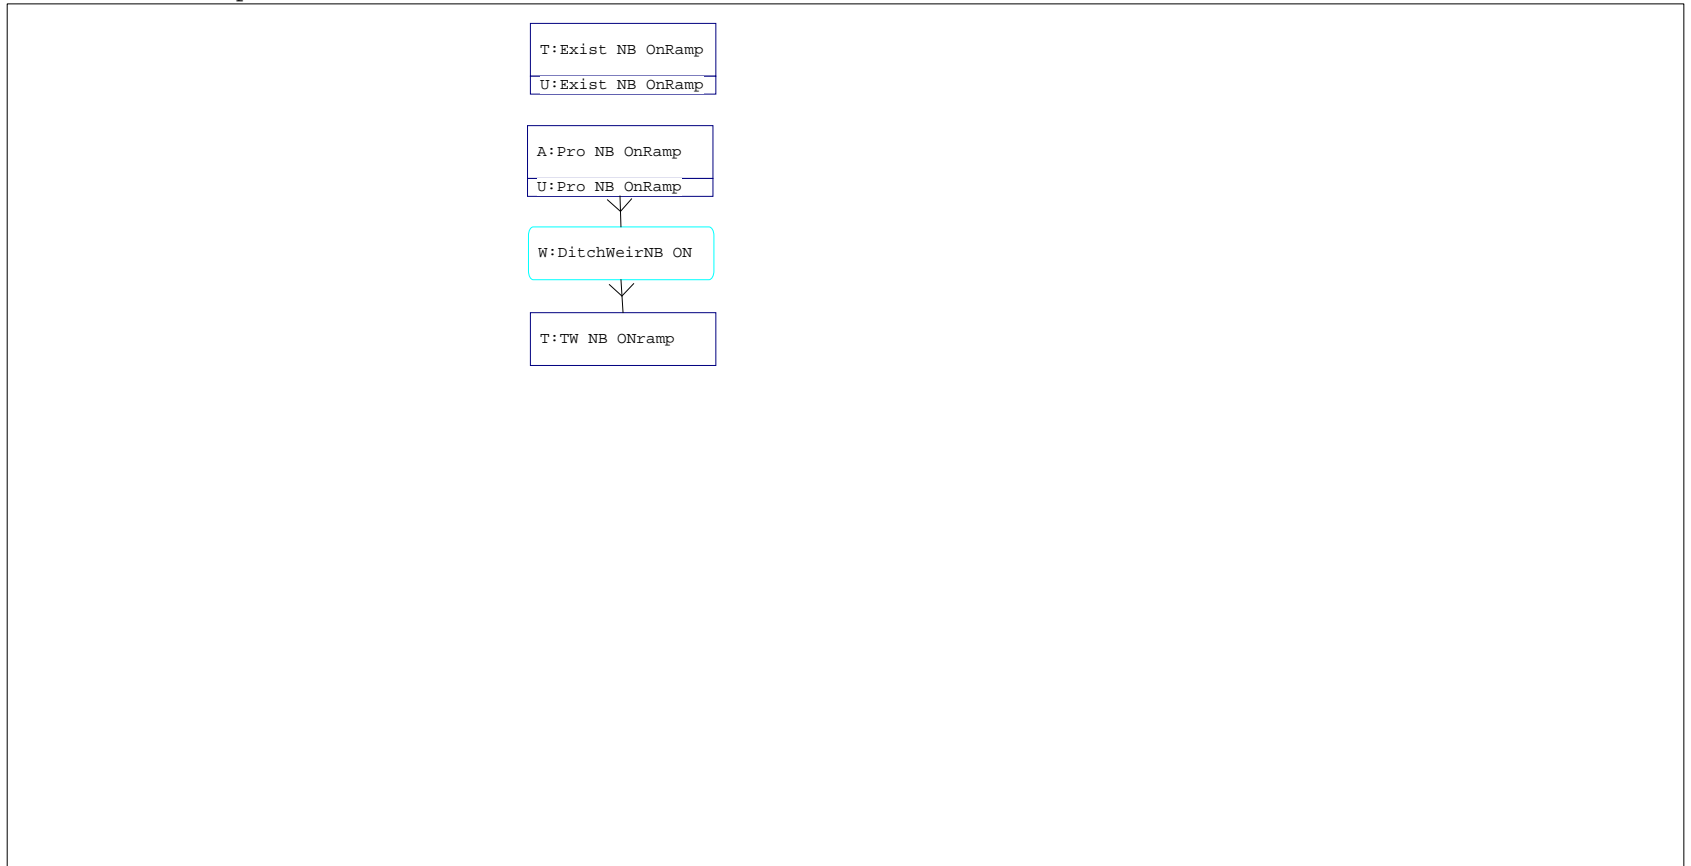 T:Exist NB OnRamp
U:Exist NB OnRamp
A:Pro NB OnRamp
U:Pro NB OnRamp
W:DitchWeirNB ON
T:TW NB ONramp